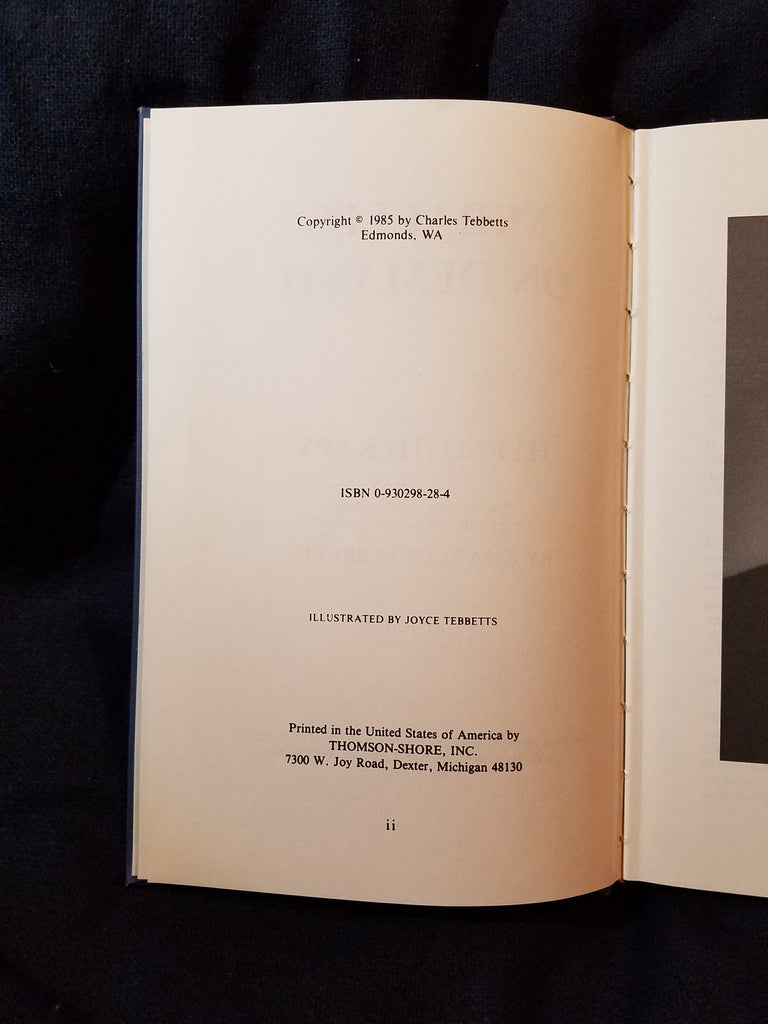 Copyright © 1985 by Charles Tebbetts
Edmonds, WA
ISBN 0-930298-28-4
ILLUSTRATED BY JOYCE TEBBETTS
Printed in the United States of America by
THOMSON-SHORE, INC.
7300 W. Joy Road, Dexter, Michigan 48130
ii